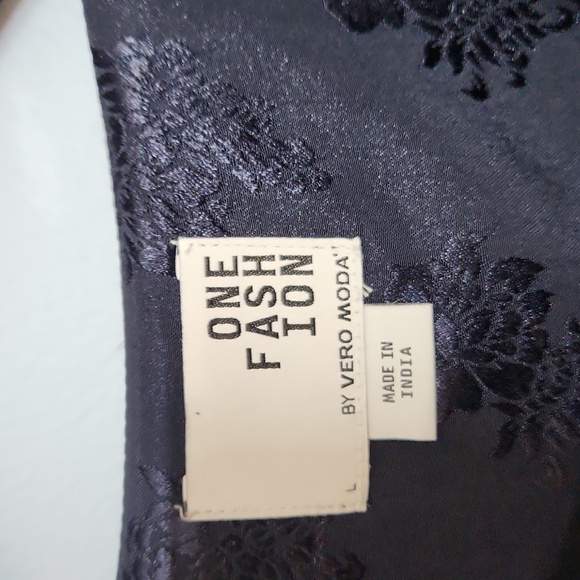 ONE
FASH
ION
BY VERO MODA
L
MADE IN
INDIA